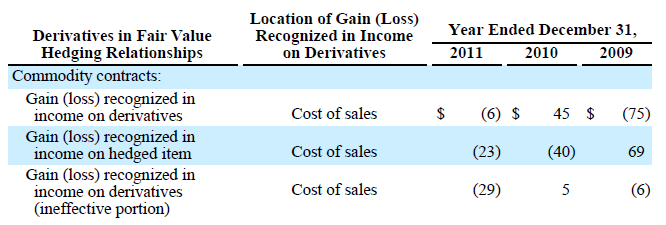 Derivatives in Fair Value
Hedging Relationships
Location of Gain (Loss)
Recognized in Income
on Derivatives
Year Ended December 31,
2011 2010 2009
Commodity contracts:
Gain (loss) recognized in
income on derivatives Cost of sales $ (6) $ 45 $ (75)
Gain (loss) recognized in
income on hedged item Cost of sales (23) (40) 69
Gain (loss) recognized in
income on derivatives Cost of sales (29) 5 (6)
(ineffective portion)